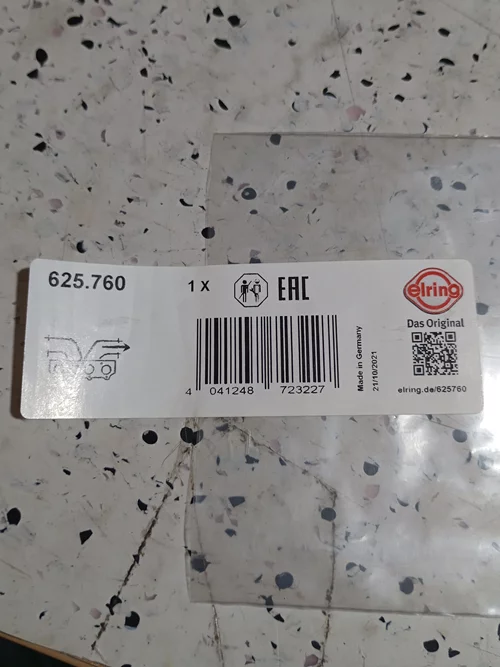 625.760
1 X
EAC
elring
Das Original
4 041248 723227
Made in Germany
21/10/2021
elring.de/625760